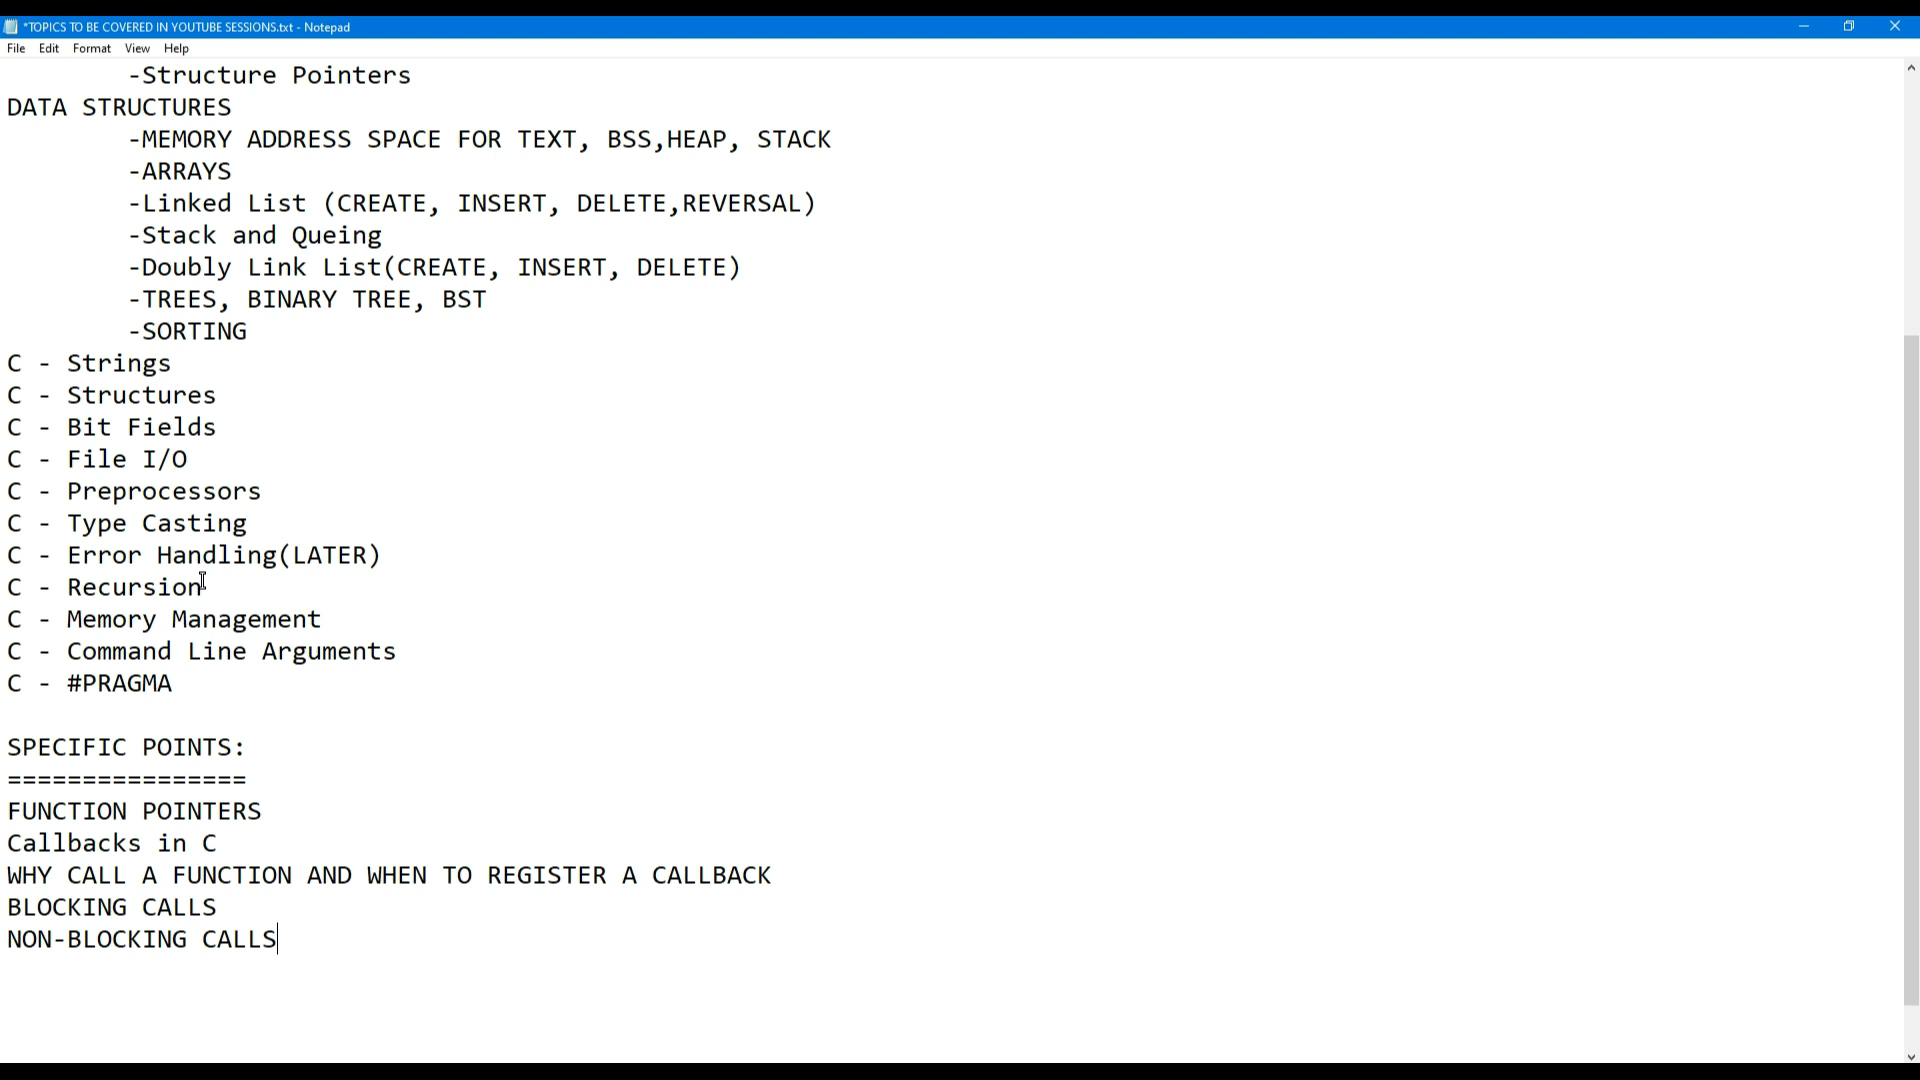 *TOPICS TO BE COVERED IN YOUTUBE SESSIONS.txt - Notepad
File Edit Format View Help
-Structure Pointers
DATA STRUCTURES
-MEMORY ADDRESS SPACE FOR TEXT, BSS,HEAP, STACK
-ARRAYS
-Linked List (CREATE, INSERT, DELETE,REVERSAL)
-Stack and Queing
-Doubly Link List(CREATE, INSERT, DELETE)
-TREES, BINARY TREE, BST
-SORTING
C - Strings
C - Structures
C - Bit Fields
C - File I/O
C - Preprocessors
C - Type Casting
C - Error Handling(LATER)
C - Recursion
C - Memory Management
C - Command Line Arguments
C - #PRAGMA
SPECIFIC POINTS:
================
FUNCTION POINTERS
Callbacks in C
WHY CALL A FUNCTION AND WHEN TO REGISTER A CALLBACK
BLOCKING CALLS
NON-BLOCKING CALLS